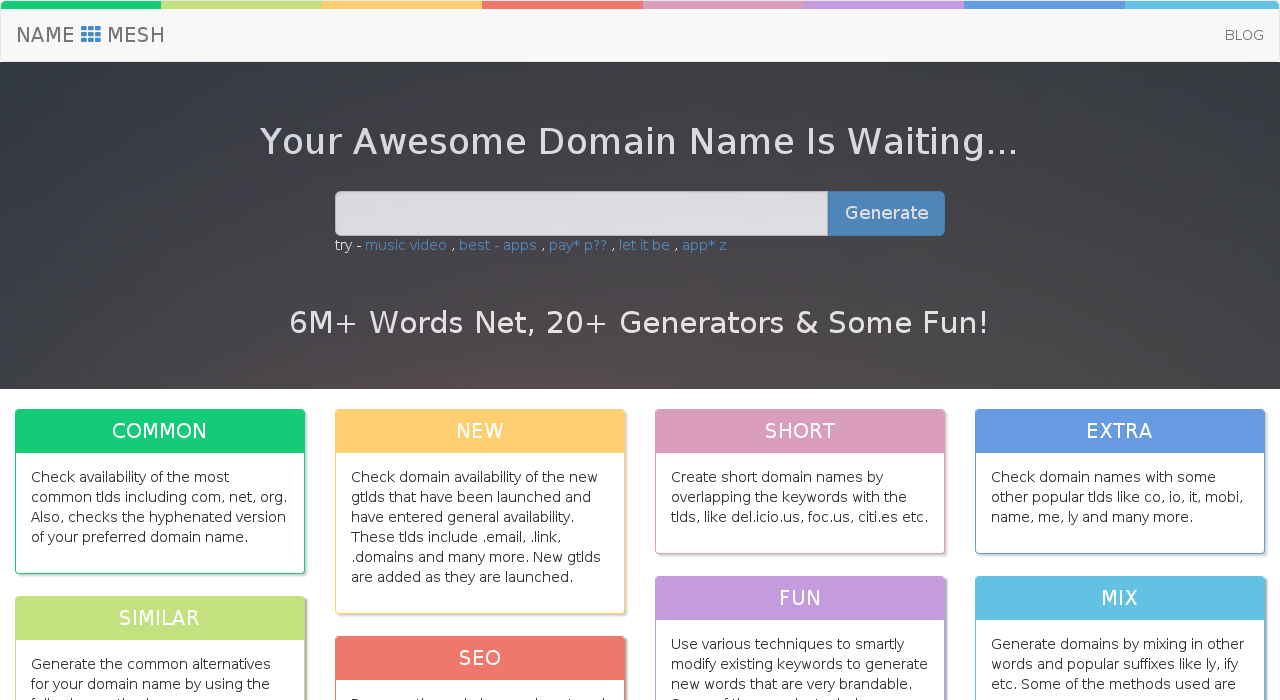 NAME MESH
BLOG
Your Awesome Domain Name Is Waiting...
Generate
try - music video , best - apps , pay* p?? , let it be , app* z
6M+ Words Net, 20+ Generators & Some Fun!
COMMON
Check availability of the most
common tlds including com, net, org.
Also, checks the hyphenated version
of your preferred domain name.
SIMILAR
Generate the common alternatives
for your domain name by using the
NEW
Check domain availability of the new
gtlds that have been launched and
have entered general availability.
These tlds include .email, .link,
.domains and many more. New gtlds
are added as they are launched.
SEO
SHORT
Create short domain names by
overlapping the keywords with the
tlds, like del.icio.us, foc.us, citi.es etc.
FUN
Use various techniques to smartly
modify existing keywords to generate
new words that are very brandable.
EXTRA
Check domain names with some
other popular tlds like co, io, it, mobi,
name, me, ly and many more.
MIX
Generate domains by mixing in other
words and popular suffixes like ly, ify
etc. Some of the methods used are